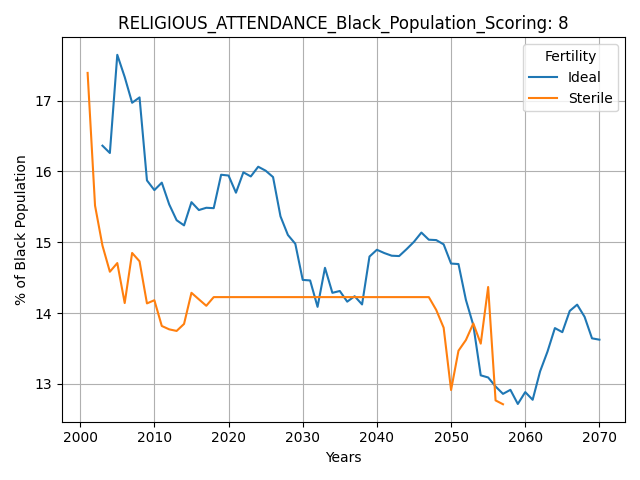 RELIGIOUS_ATTENDANCE_Black_Population_Scoring: 8
Fertility
Ideal
Sterile
% of Black Population
17
16
15
14
13
2000 2010 2020 2030 2040 2050 2060 2070
Years